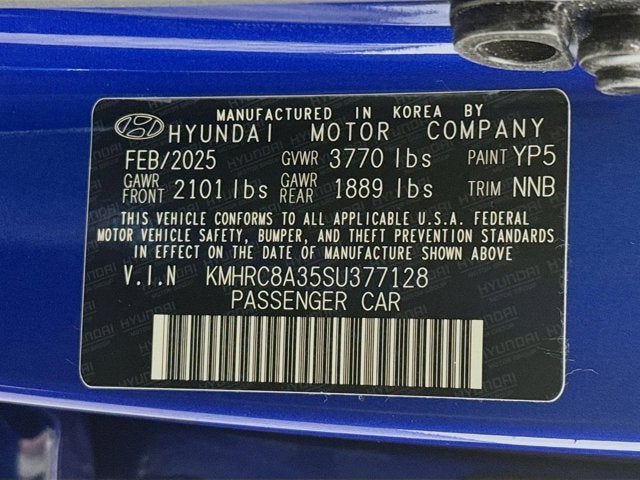 MANUFACTURED IN KOREA BY
HYUNDAI MOTOR COMPANY
FEB/2025 GVWR 3770 lbs PAINT YP5
GAWR FRONT 2101 lbs GAWR REAR 1889 lbs TRIM NNB
THIS VEHICLE CONFORMS TO ALL APPLICABLE U.S.A. FEDERAL
MOTOR VEHICLE SAFETY, BUMPER, AND THEFT PREVENTION STANDARDS
IN EFFECT ON THE DATE OF MANUFACTURE SHOWN ABOVE
V.I.N KMHRC8A35SU377128
PASSENGER CAR